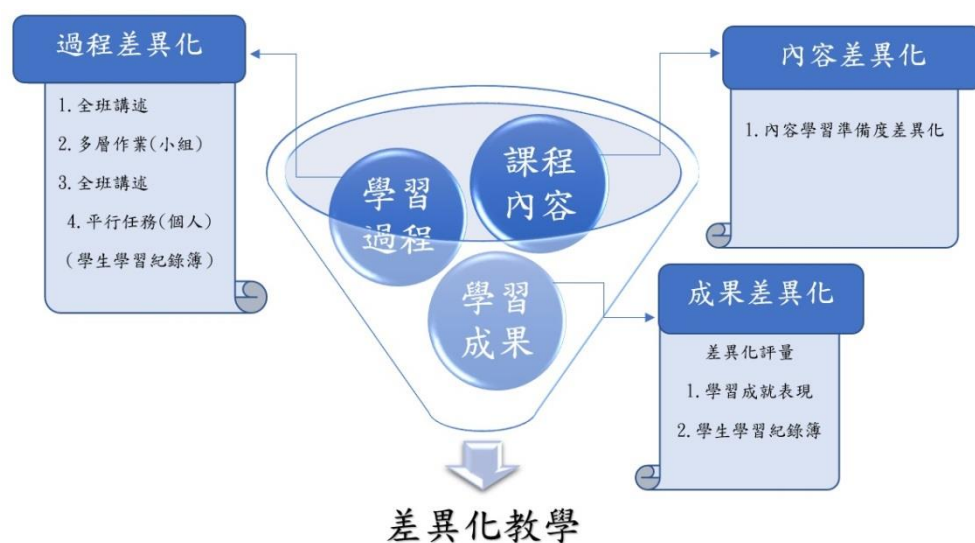 過程差異化
1.全班講述
2.多層作業(小組)
3.全班講述
4.平行任務(個人)
(學生學習紀錄簿)
內容差異化
1.內容學習準備度差異化
學習
過程
課程
內容
學習
成果
成果差異化
差異化評量
1.學習成就表現
2.學生學習紀錄簿
差異化教學